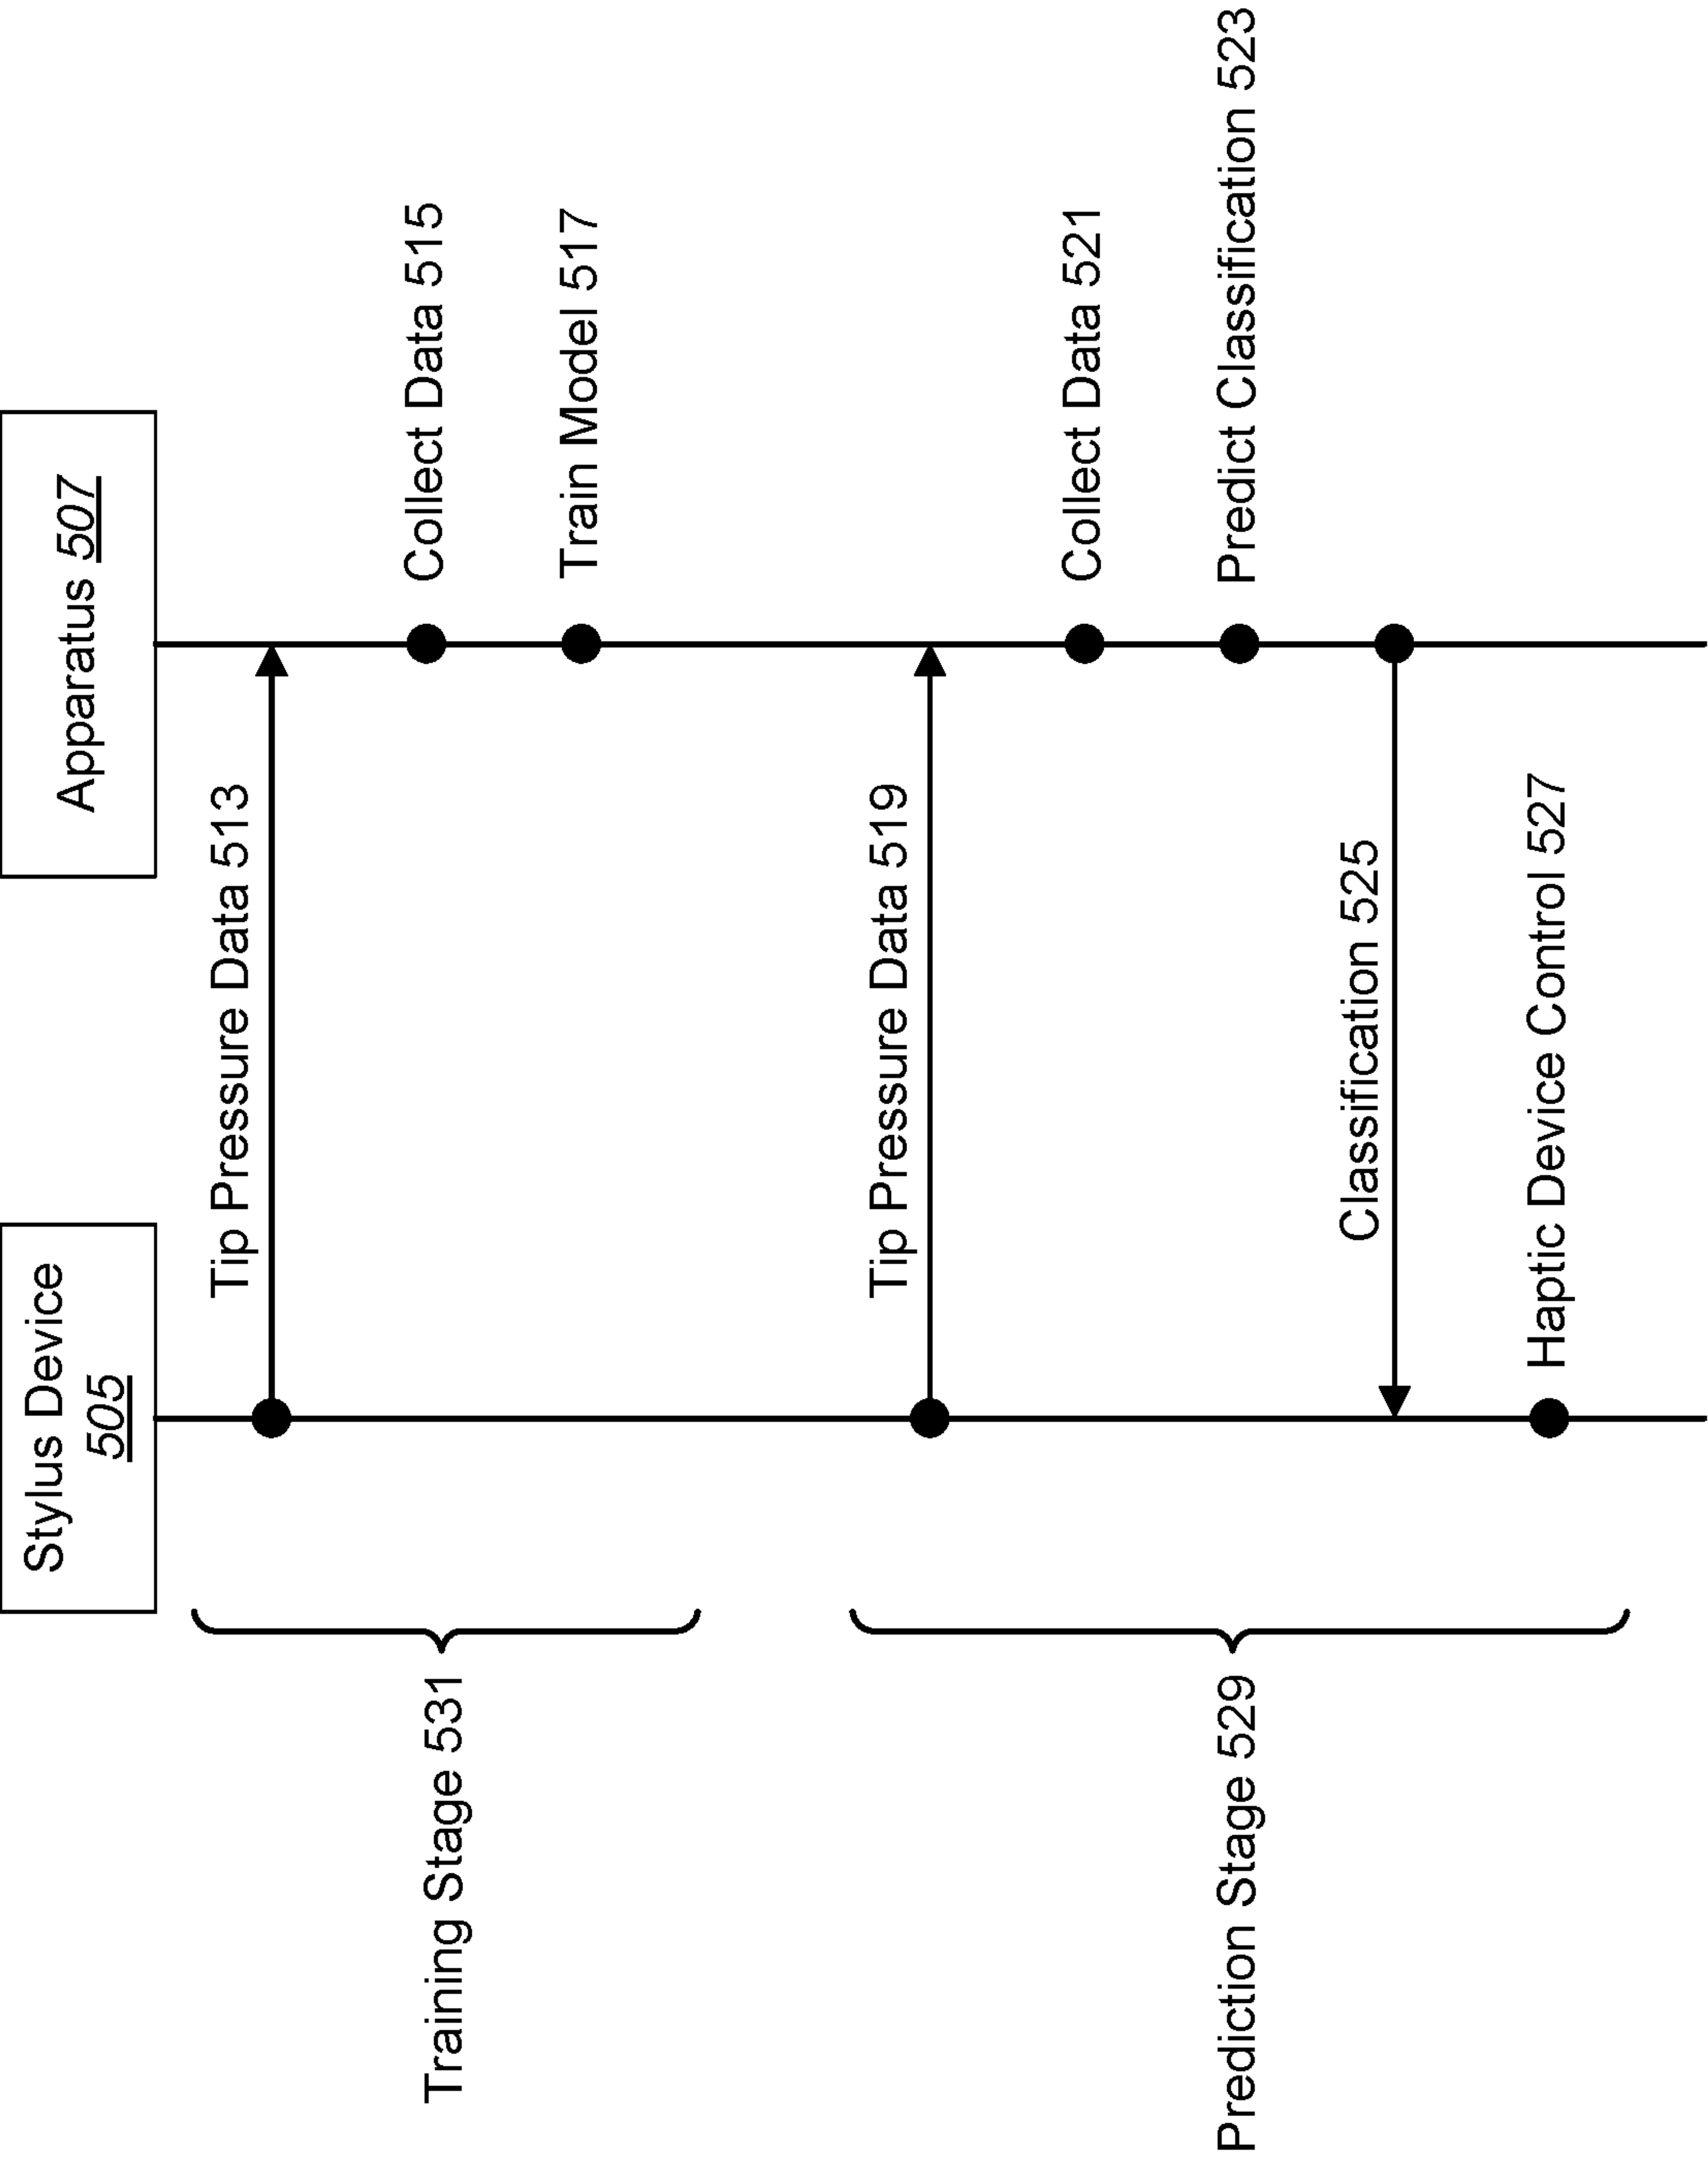 Stylus Device
505
Apparatus 507
Tip Pressure Data 513
Collect Data 515
Training Stage 531
Train Model 517
Tip Pressure Data 519
Collect Data 521
Prediction Stage 529
Predict Classification 523
Classification 525
Haptic Device Control 527